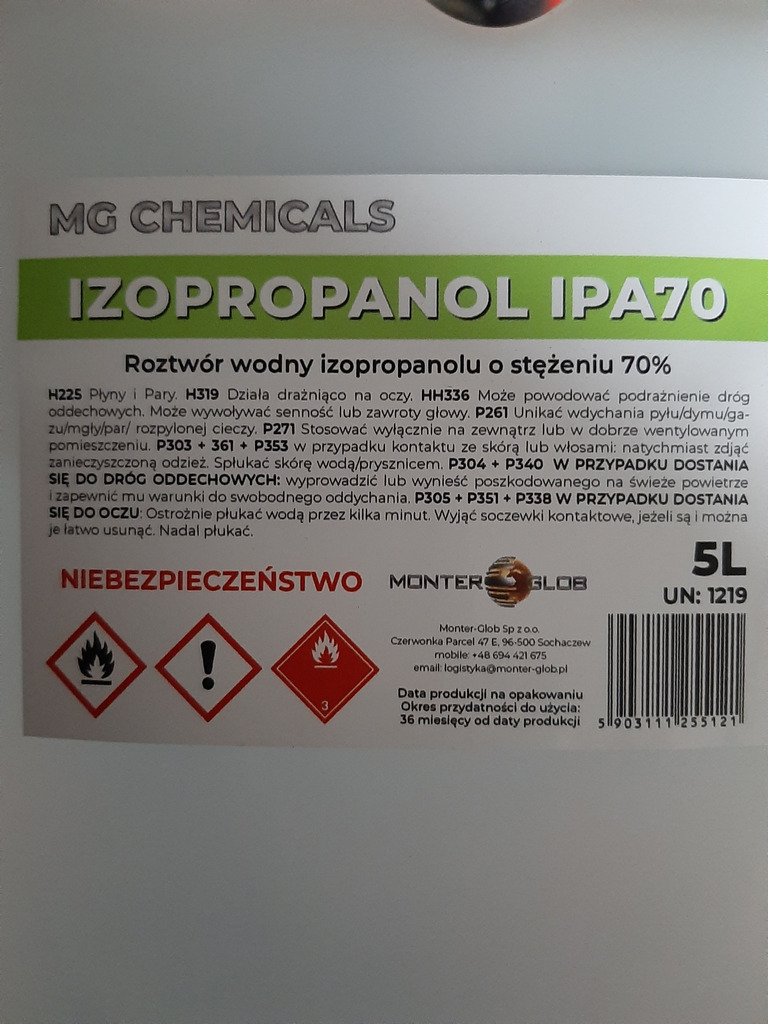 MG CHEMICALS
IZOPROPANOL IPA70
Roztwór wodny izopropanolu o stężeniu 70%
H225 Płyny i Pary. H319 Działa drażniąco na oczy. HH336 Może powodować podrażnienie dróg
oddechowych. Może wywoływać senność lub zawroty głowy. P261 Unikać wdychania pyłu/dymu/ga-
zu/mgły/par/ rozpylonej cieczy. P271 Stosować wyłącznie na zewnątrz lub w dobrze wentylowanym
pomieszczeniu. P303 + 361 + P353 w przypadku kontaktu ze skórą lub włosami: natychmiast zdjąć
zanieczyszczoną odzież. Spłukać skórę wodą/prysznicem. P304 + P340 W PRZYPADKU DOSTANIA
SIĘ DO DRÓG ODDECHOWYCH: wyprowadzić lub wynieść poszkodowanego na świeże powietrze
i zapewnić mu warunki do swobodnego oddychania. P305 + P351 + P338 W PRZYPADKU DOSTANIA
SIĘ DO OCZU: Ostrożnie płukać wodą przez kilka minut. Wyjąć soczewki kontaktowe, jeżeli są i można
je łatwo usunąć. Nadal płukać.
NIEBEZPIECZEŃSTWO
3
MONTER GLOB
Monter-Glob Sp z o.o.
Czerwonka Parcel 47 E, 96-500 Sochaczew
mobile: +48 694 421 675
email: logistyka@monter-glob.pl
Data produkcji na opakowaniu
Okres przydatności do użycia:
36 miesięcy od daty produkcji
5L
UN: 1219
5 903111 255121